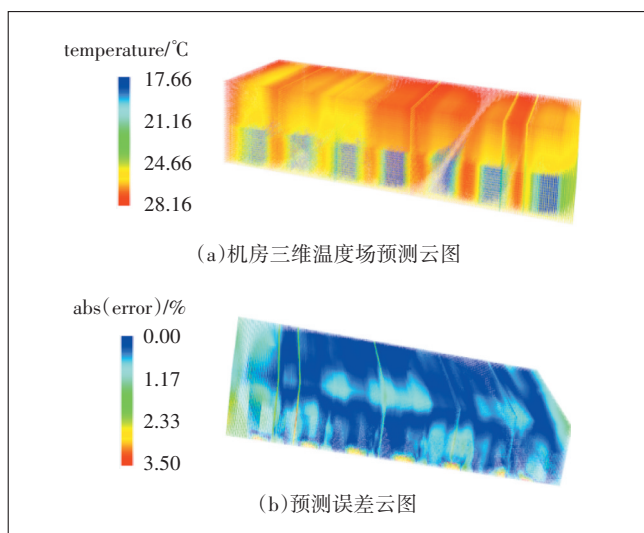 temperature/℃
17.66
21.16
24.66
28.16
(a)机房三维温度场预测云图
abs(error)/%
0.00
1.17
2.33
3.50
(b)预测误差云图